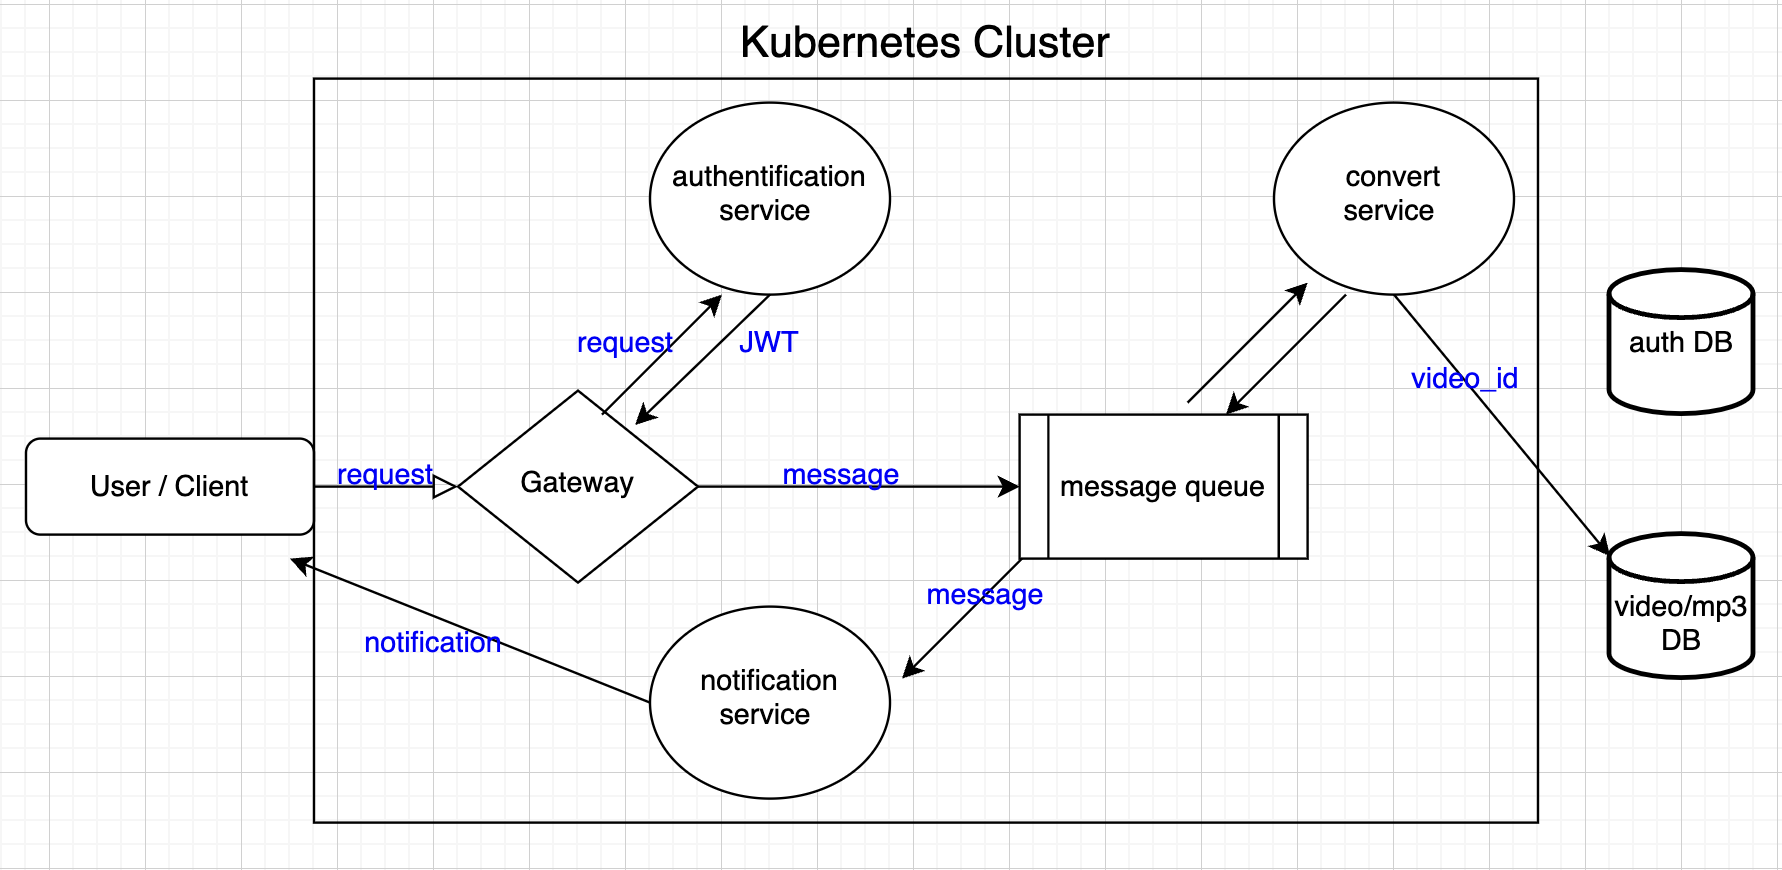 Kubernetes Cluster
authentification
service
convert
service
request
JWT
video_id
auth DB
User / Client
request
Gateway
message
message queue
message
notification
notification
service
video/mp3
DB